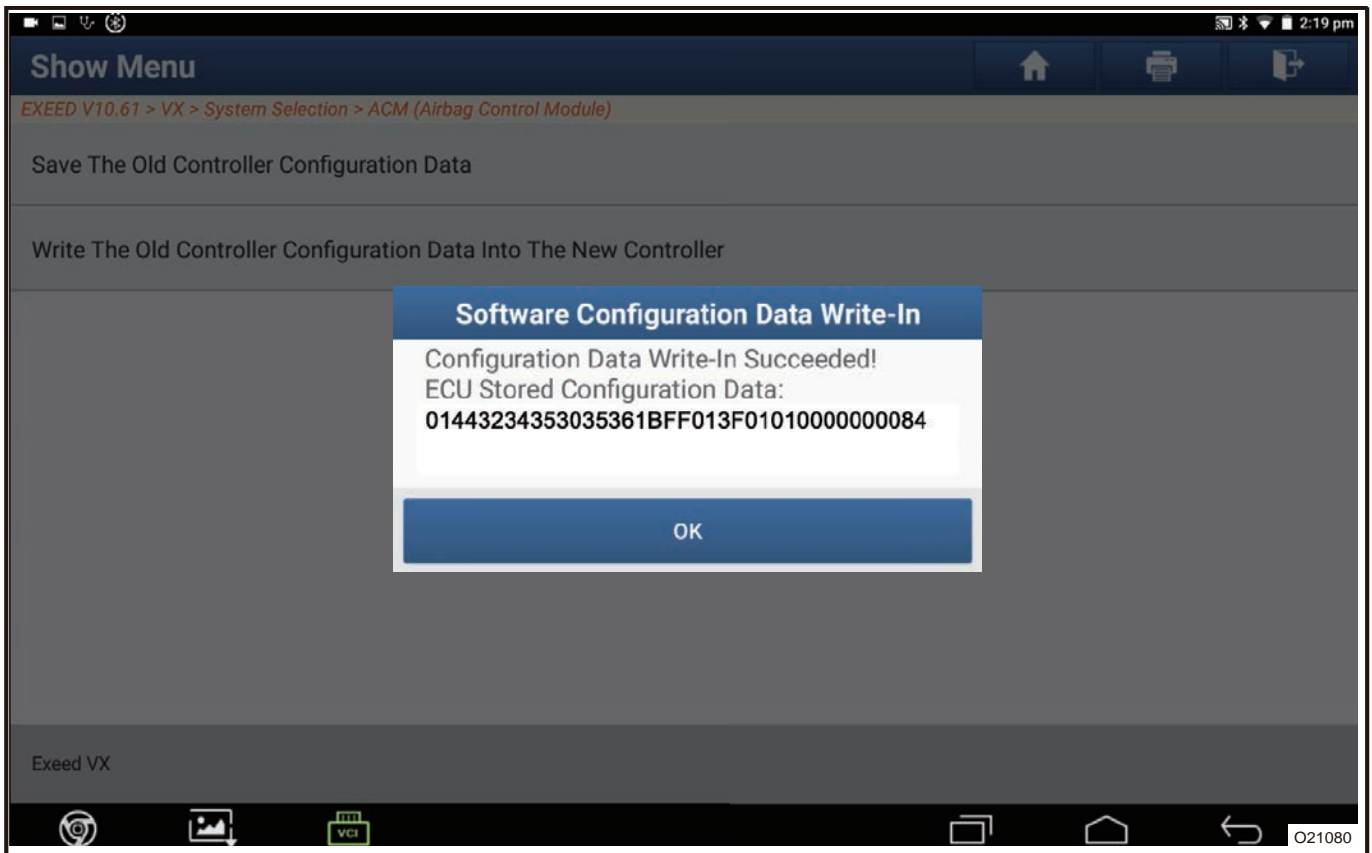 2:19 pm
Show Menu
EXEED V10.61 > VX > System Selection > ACM (Airbag Control Module)
Save The Old Controller Configuration Data
Write The Old Controller Configuration Data Into The New Controller
Software Configuration Data Write-In
Configuration Data Write-In Succeeded!
ECU Stored Configuration Data:
01443234353035361BFF013F01010000000084
OK
Exeed VX
VCI
O21080